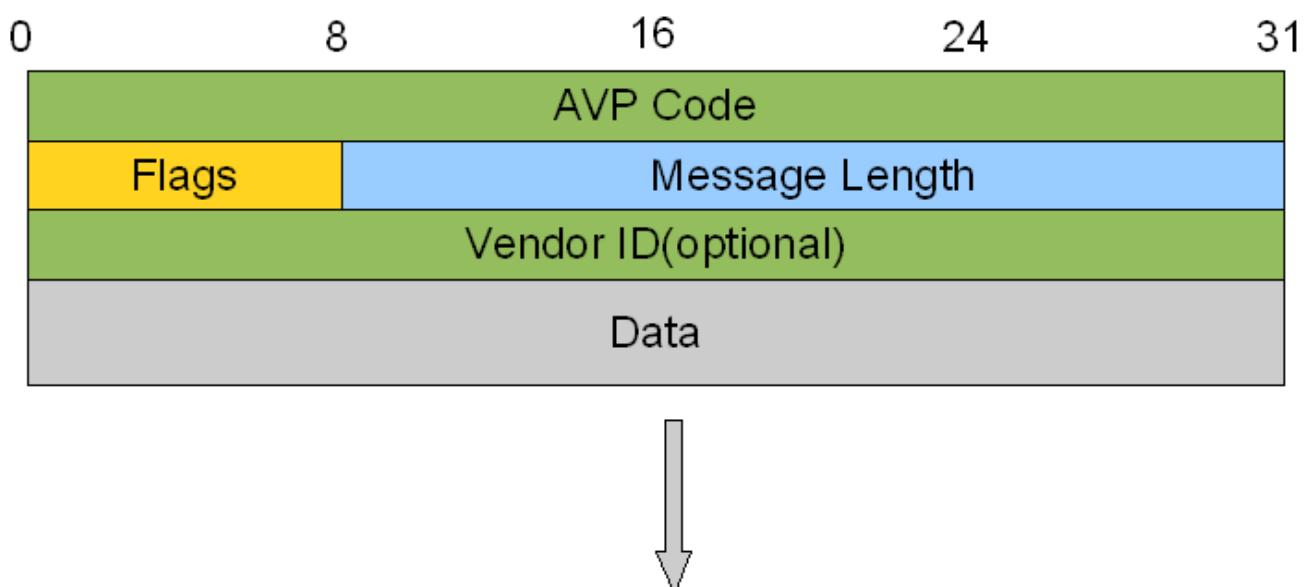 0 8 16 24 31
AVP Code
Flags Message Length
Vendor ID(optional)
Data